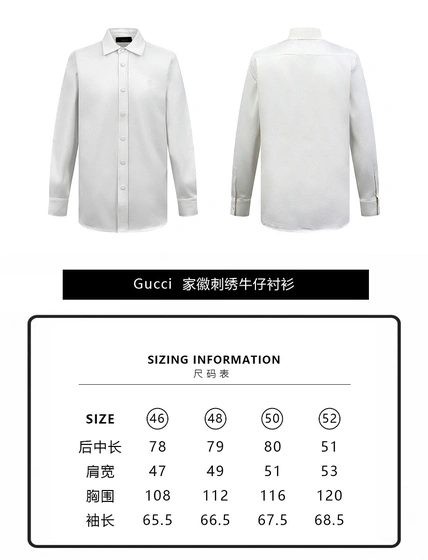 Gucci 家徽刺绣牛仔衬衫
SIZING INFORMATION
尺码表
SIZE 46 48 50 52
后中长 78 79 80 51
肩宽 47 49 51 53
胸围 108 112 116 120
袖长 65.5 66.5 67.5 68.5